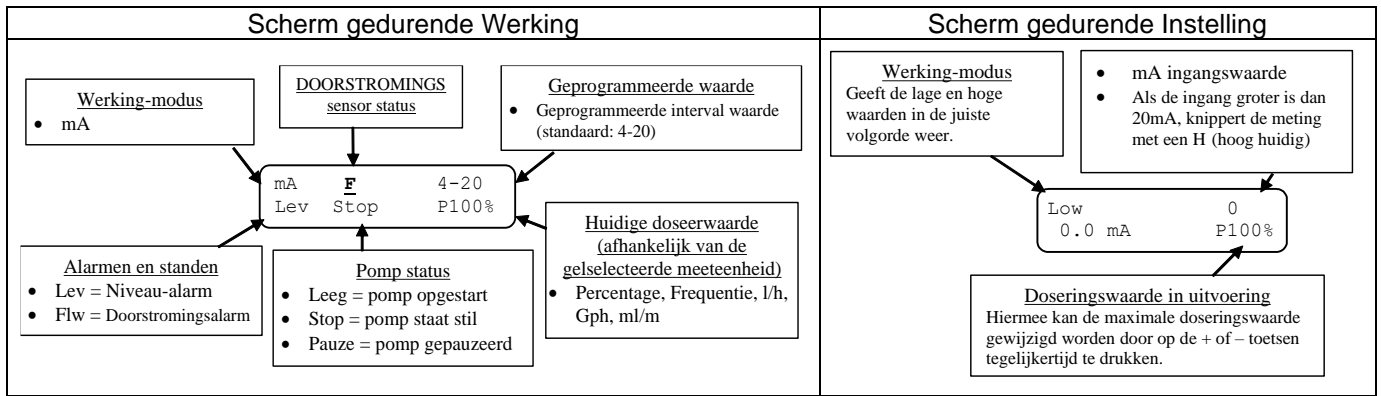 Scherm gedurende Werking
Werking-modus
• mA
DOORSTROMINGS
sensor status
Geprogrammeerde waarde
• Geprogrammeerde interval waarde
(standaard: 4-20)
mA F 4-20
Lev Stop P100%
Alarmen en standen
• Lev = Niveau-alarm
• Flw = Doorstromingsalarm
Pomp status
• Leeg = pomp opgestart
• Stop = pomp staat stil
• Pauze = pomp gepauzeerd
Huidige doseerwaarde
(afhankelijk van de
gelselecteerde meeteenheid)
• Percentage, Frequentie, l/h,
Gph, ml/m
Scherm gedurende Instelling
Werking-modus
Geeft de lage en hoge
waarden in de juiste
volgorde weer.
• mA ingangswaarde
• Als de ingang groter is dan
20mA, knippert de meting
met een H (hoog huidig)
Low 0
0.0 mA P100%
Doseringswaarde in uitvoering
Hiermee kan de maximale doseringswaarde
gewijzigd worden door op de + of – toetsen
tegelijkertijd te drukken.